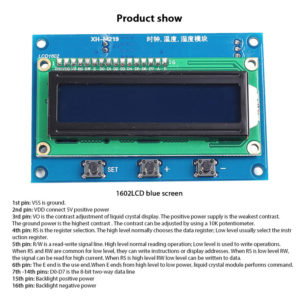 Product show
XH-M219
时钟,温度,湿度模块
LCD1602
16
SET
+
-
1602LCD blue screen
1st pin: VSS is ground.
2nd pin: VDD connect 5V positive power
3rd pin: VO is the contrast adjustment of liquid crystal display. The positive power supply is the weakest contrast.
The ground power is the highest contrast . The contrast can be adjusted by using a 10K potentiometer.
4th pin: RS is the register selection. The high level normally chooses the data register; Low level usually select the instr
uction register.
5th pin: R/W is a read-write signal line. High level normal reading operation; Low level is used to write operations.
When RS and RW are common for low level, they can write instructions or display addresses. When RS is low level RW,
the signal can be read for high current. When RS is high level RW low level can be written to data.
6th pin: The E end is the use end.When E ends from high level to low power, liquid crystal module performs command.
7th -14th pin: D0-D7 is the 8 bit two-way data line
15th pin: Backlight positive power
16th pin: Backlight negative power